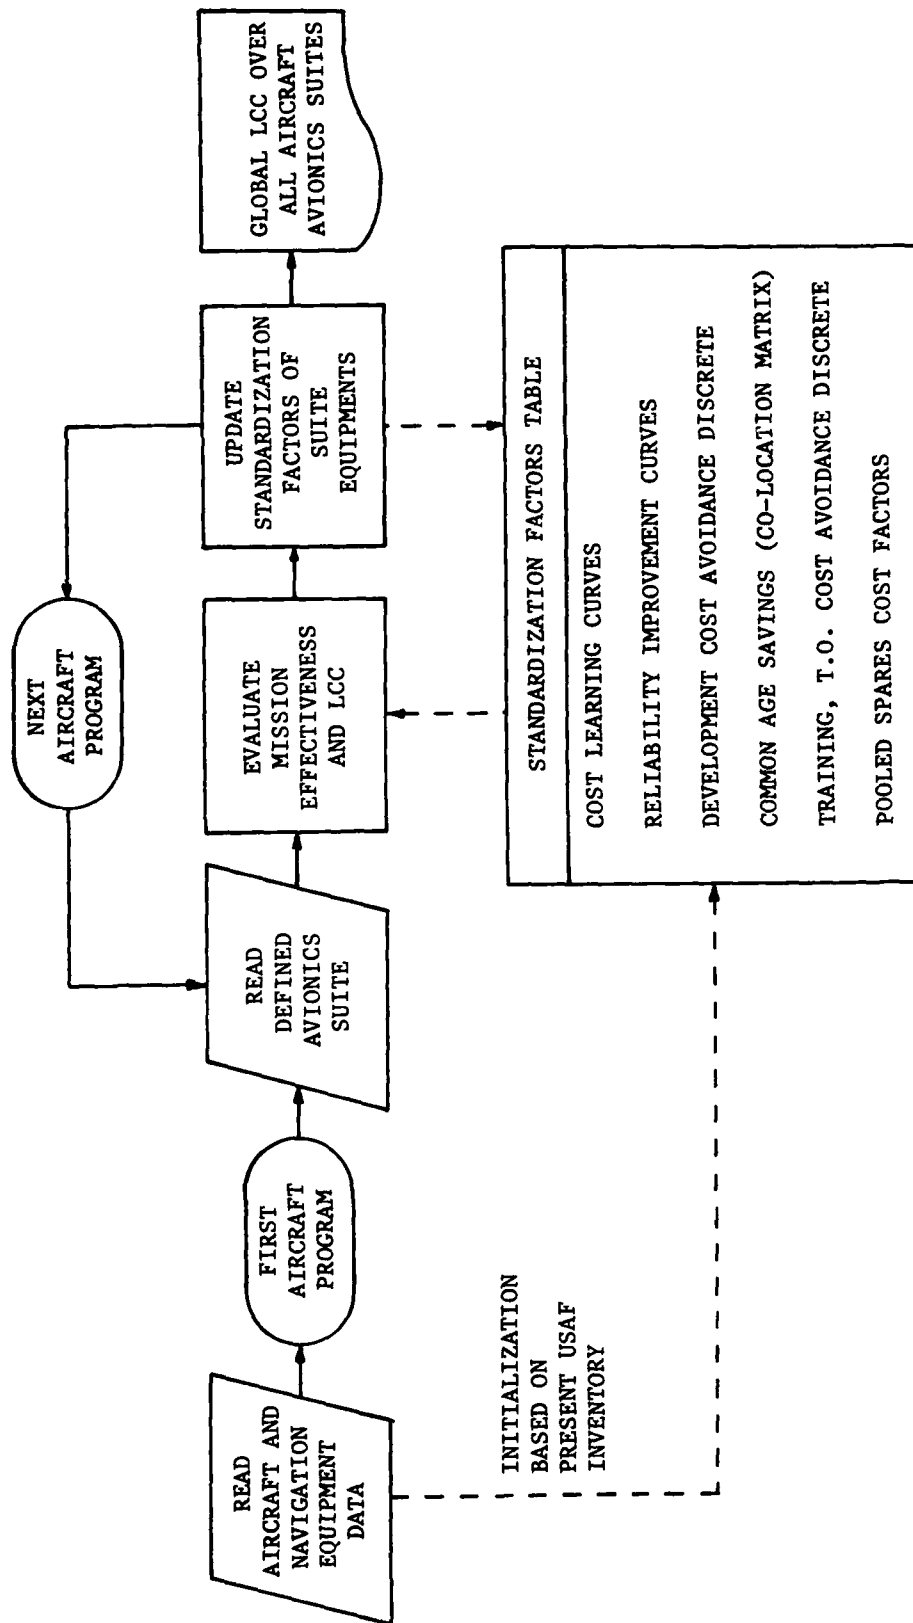 READ
AIRCRAFT AND
NAVIGATION
EQUIPMENT
DATA
FIRST
AIRCRAFT
PROGRAM
READ
DEFINED
AVIONICS
SUITE
NEXT
AIRCRAFT
PROGRAM
EVALUATE
MISSION
EFFECTIVENESS
AND LCC
UPDATE
STANDARDIZATION
FACTORS OF
SUITE
EQUIPMENTS
GLOBAL LCC OVER
ALL AIRCRAFT
AVIONICS SUITES
INITIALIZATION
BASED ON
PRESENT USAF
INVENTORY
STANDARDIZATION FACTORS TABLE
COST LEARNING CURVES
RELIABILITY IMPROVEMENT CURVES
DEVELOPMENT COST AVOIDANCE DISCRETE
COMMON AGE SAVINGS (CO-LOCATION MATRIX)
TRAINING, T.O. COST AVOIDANCE DISCRETE
POOLED SPARES COST FACTORS